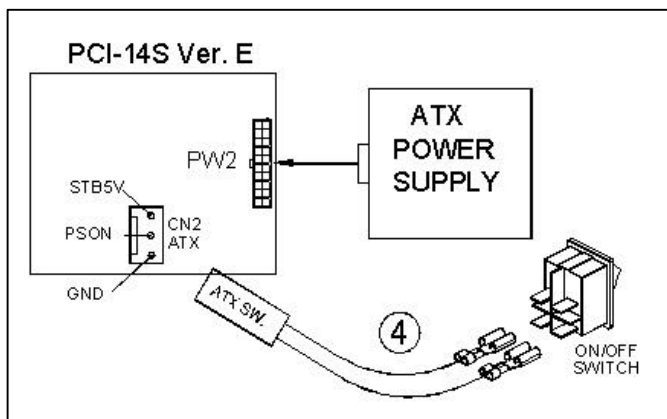 PCI-14S Ver. E
ATX
POWER
SUPPLY
PW2
STB5V
PSON
CN2
ATX
GND
ATX SW.
4
ON/OFF
SWITCH